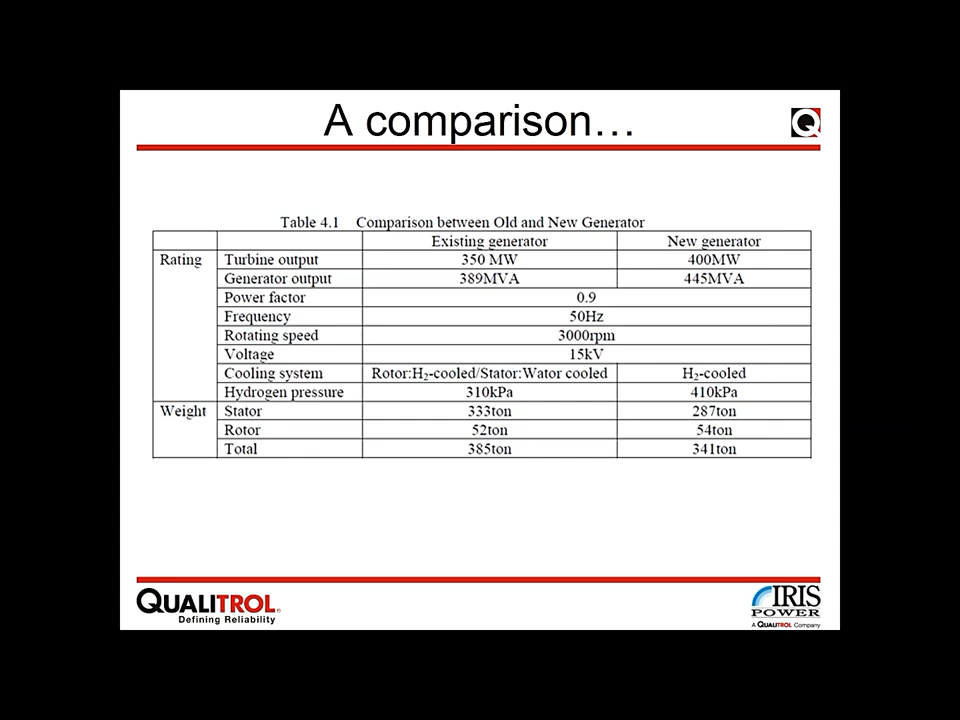 A comparison…
Q
Table 4.1 Comparison between Old and New Generator
Existing generator New generator
Rating Turbine output 350 MW 400MW
Generator output 389MVA 445MVA
Power factor 0.9
Frequency 50Hz
Rotating speed 3000rpm
Voltage 15kV
Cooling system Rotor:H₂-cooled/Stator:Wator cooled H₂-cooled
Hydrogen pressure 310kPa 410kPa
Weight Stator 333ton 287ton
Rotor 52ton 54ton
Total 385ton 341ton
QUALITROL®
Defining Reliability
IRIS
POWER
A QUALITROL Company